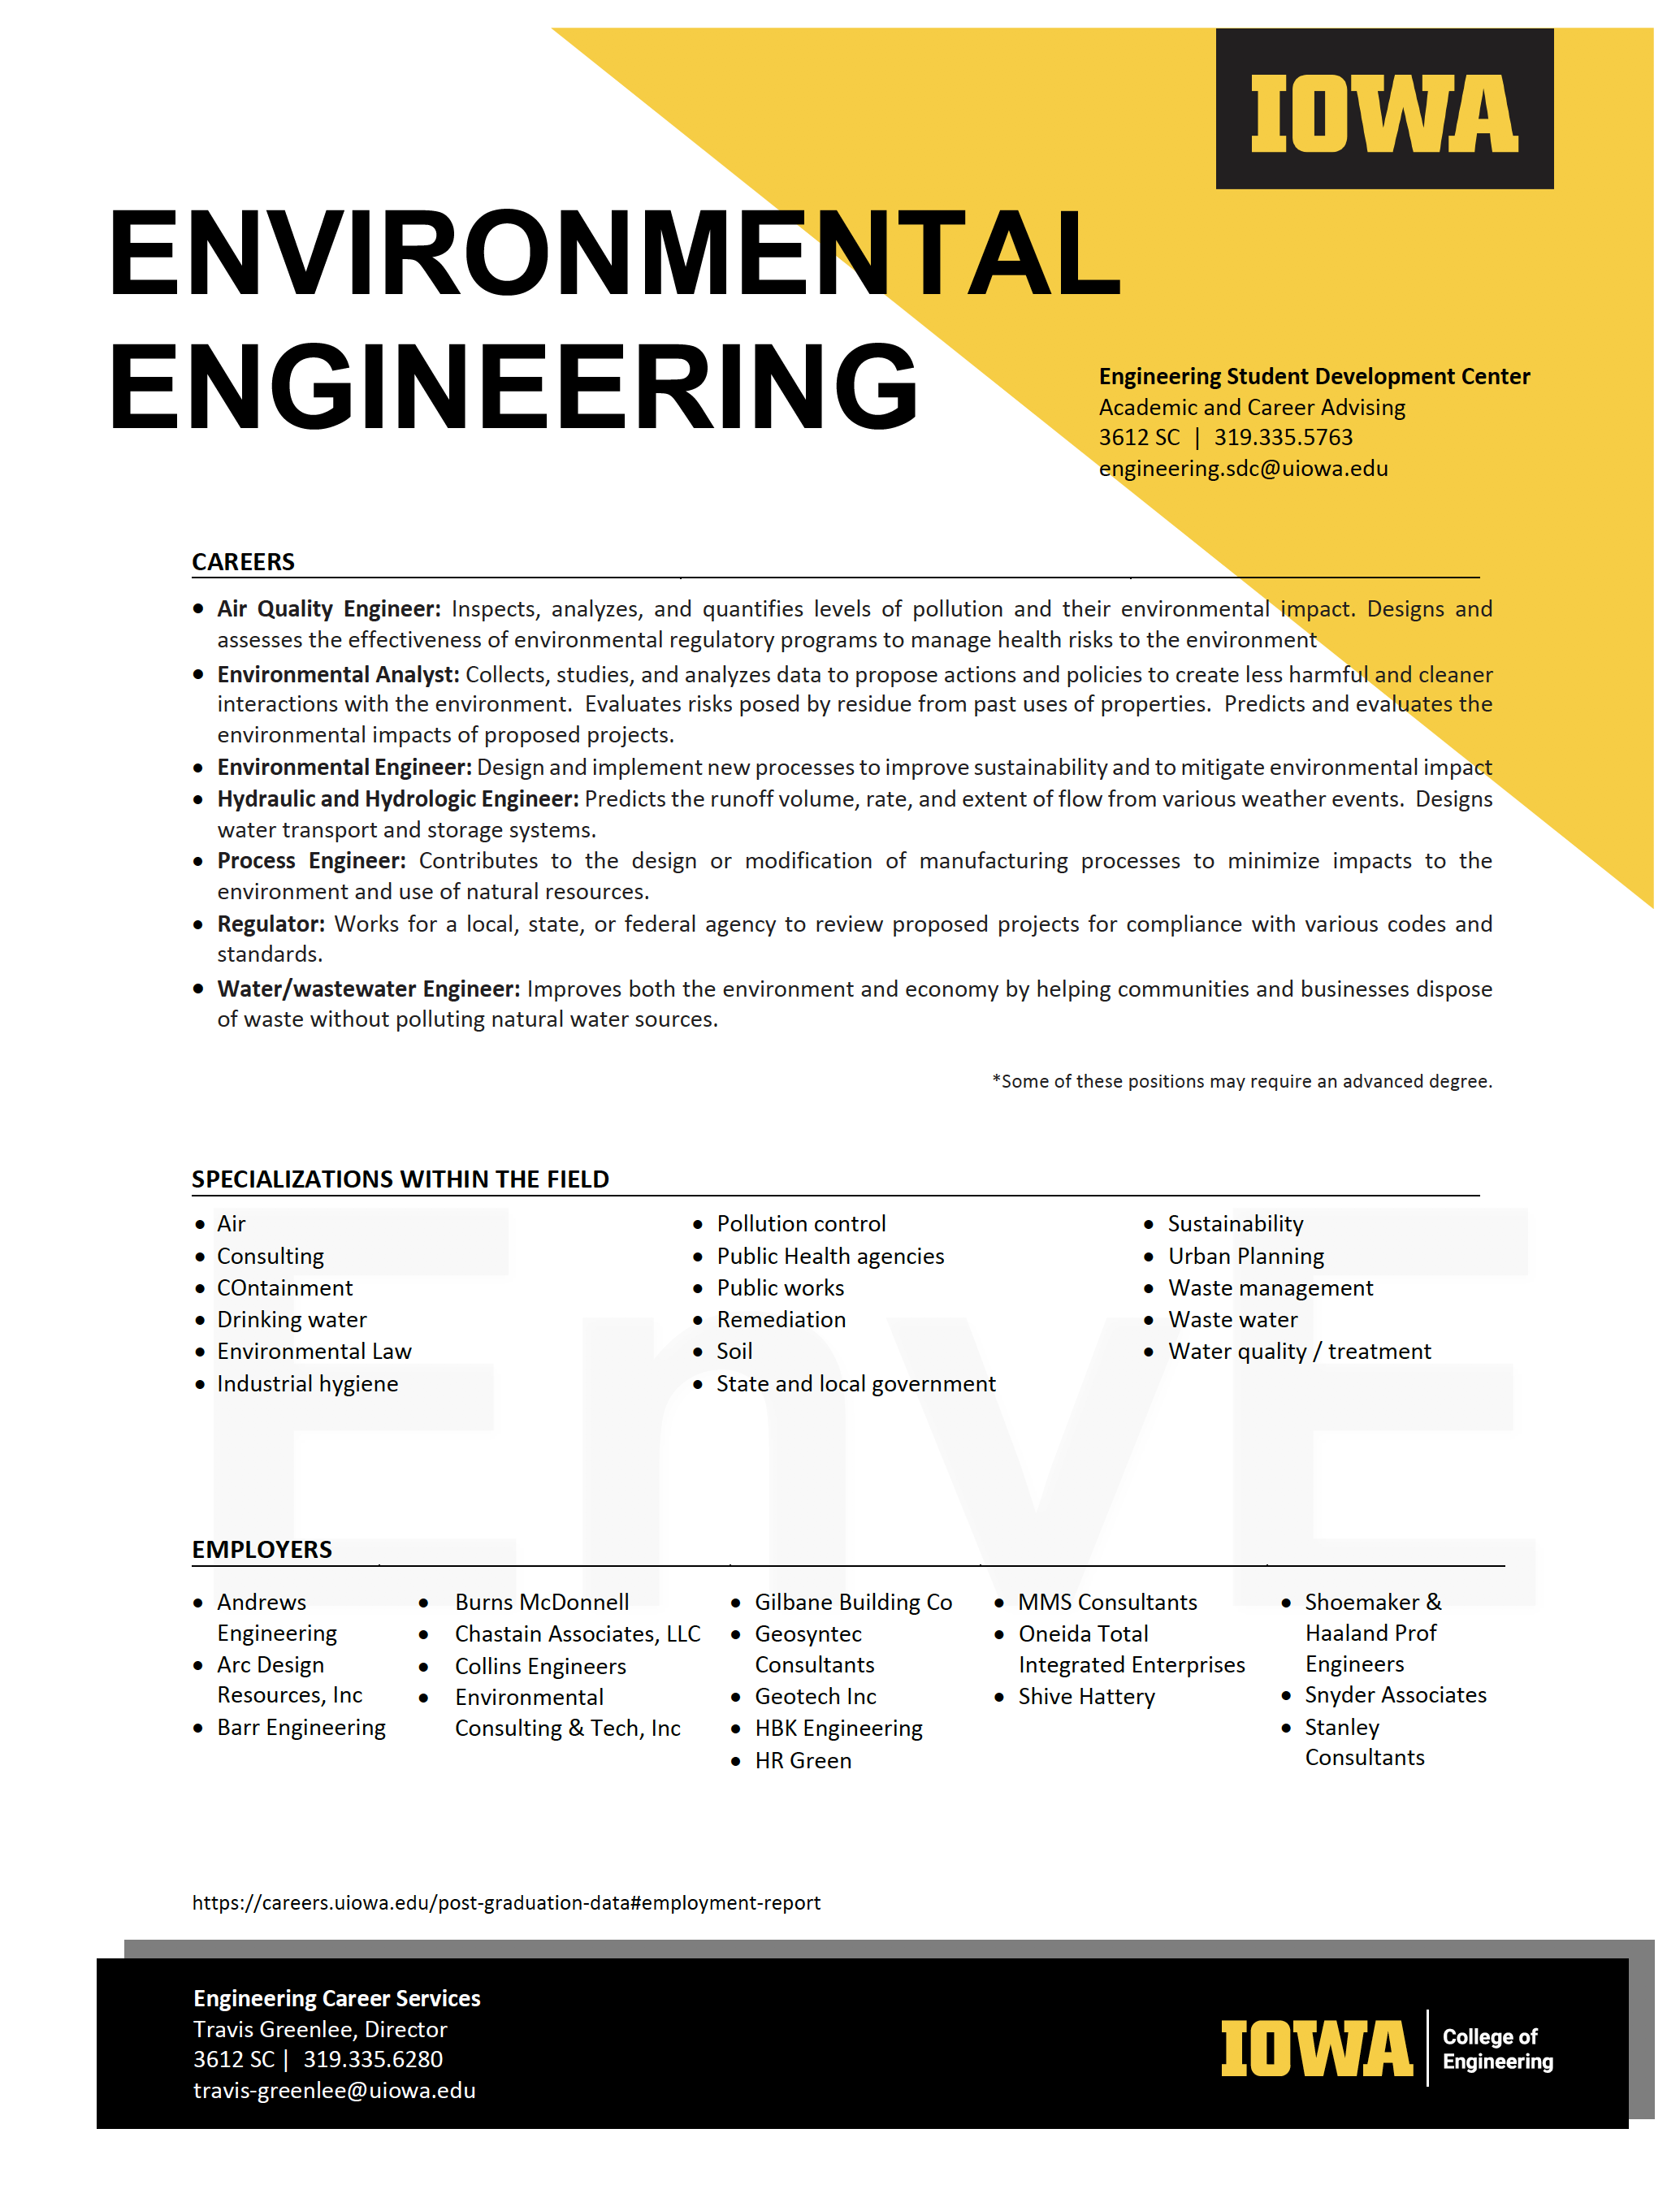 IOWA
ENVIRONMENTAL
ENGINEERING
Engineering Student Development Center
Academic and Career Advising
3612 SC | 319.335.5763
engineering.sdc@uiowa.edu
CAREERS
• Air Quality Engineer: Inspects, analyzes, and quantifies levels of pollution and their environmental impact. Designs and
assesses the effectiveness of environmental regulatory programs to manage health risks to the environment
• Environmental Analyst: Collects, studies, and analyzes data to propose actions and policies to create less harmful and cleaner
interactions with the environment. Evaluates risks posed by residue from past uses of properties. Predicts and evaluates the
environmental impacts of proposed projects.
• Environmental Engineer: Design and implement new processes to improve sustainability and to mitigate environmental impact
• Hydraulic and Hydrologic Engineer: Predicts the runoff volume, rate, and extent of flow from various weather events. Designs
water transport and storage systems.
• Process Engineer: Contributes to the design or modification of manufacturing processes to minimize impacts to the
environment and use of natural resources.
• Regulator: Works for a local, state, or federal agency to review proposed projects for compliance with various codes and
standards.
• Water/wastewater Engineer: Improves both the environment and economy by helping communities and businesses dispose
of waste without polluting natural water sources.
*Some of these positions may require an advanced degree.
EnvE
SPECIALIZATIONS WITHIN THE FIELD
• Air
• Consulting
• COntainment
• Drinking water
• Environmental Law
• Industrial hygiene
• Pollution control
• Public Health agencies
• Public works
• Remediation
• Soil
• State and local government
• Sustainability
• Urban Planning
• Waste management
• Waste water
• Water quality / treatment
EMPLOYERS
• Andrews
Engineering
• Arc Design
Resources, Inc
• Barr Engineering
• Burns McDonnell
• Chastain Associates, LLC
• Collins Engineers
• Environmental
Consulting & Tech, Inc
• Gilbane Building Co
• Geosyntec
Consultants
• Geotech Inc
• HBK Engineering
• HR Green
• MMS Consultants
• Oneida Total
Integrated Enterprises
• Shive Hattery
• Shoemaker &
Haaland Prof
Engineers
• Snyder Associates
• Stanley
Consultants
https://careers.uiowa.edu/post-graduation-data#employment-report
Engineering Career Services
Travis Greenlee, Director
3612 SC | 319.335.6280
travis-greenlee@uiowa.edu
IOWA
College of
Engineering